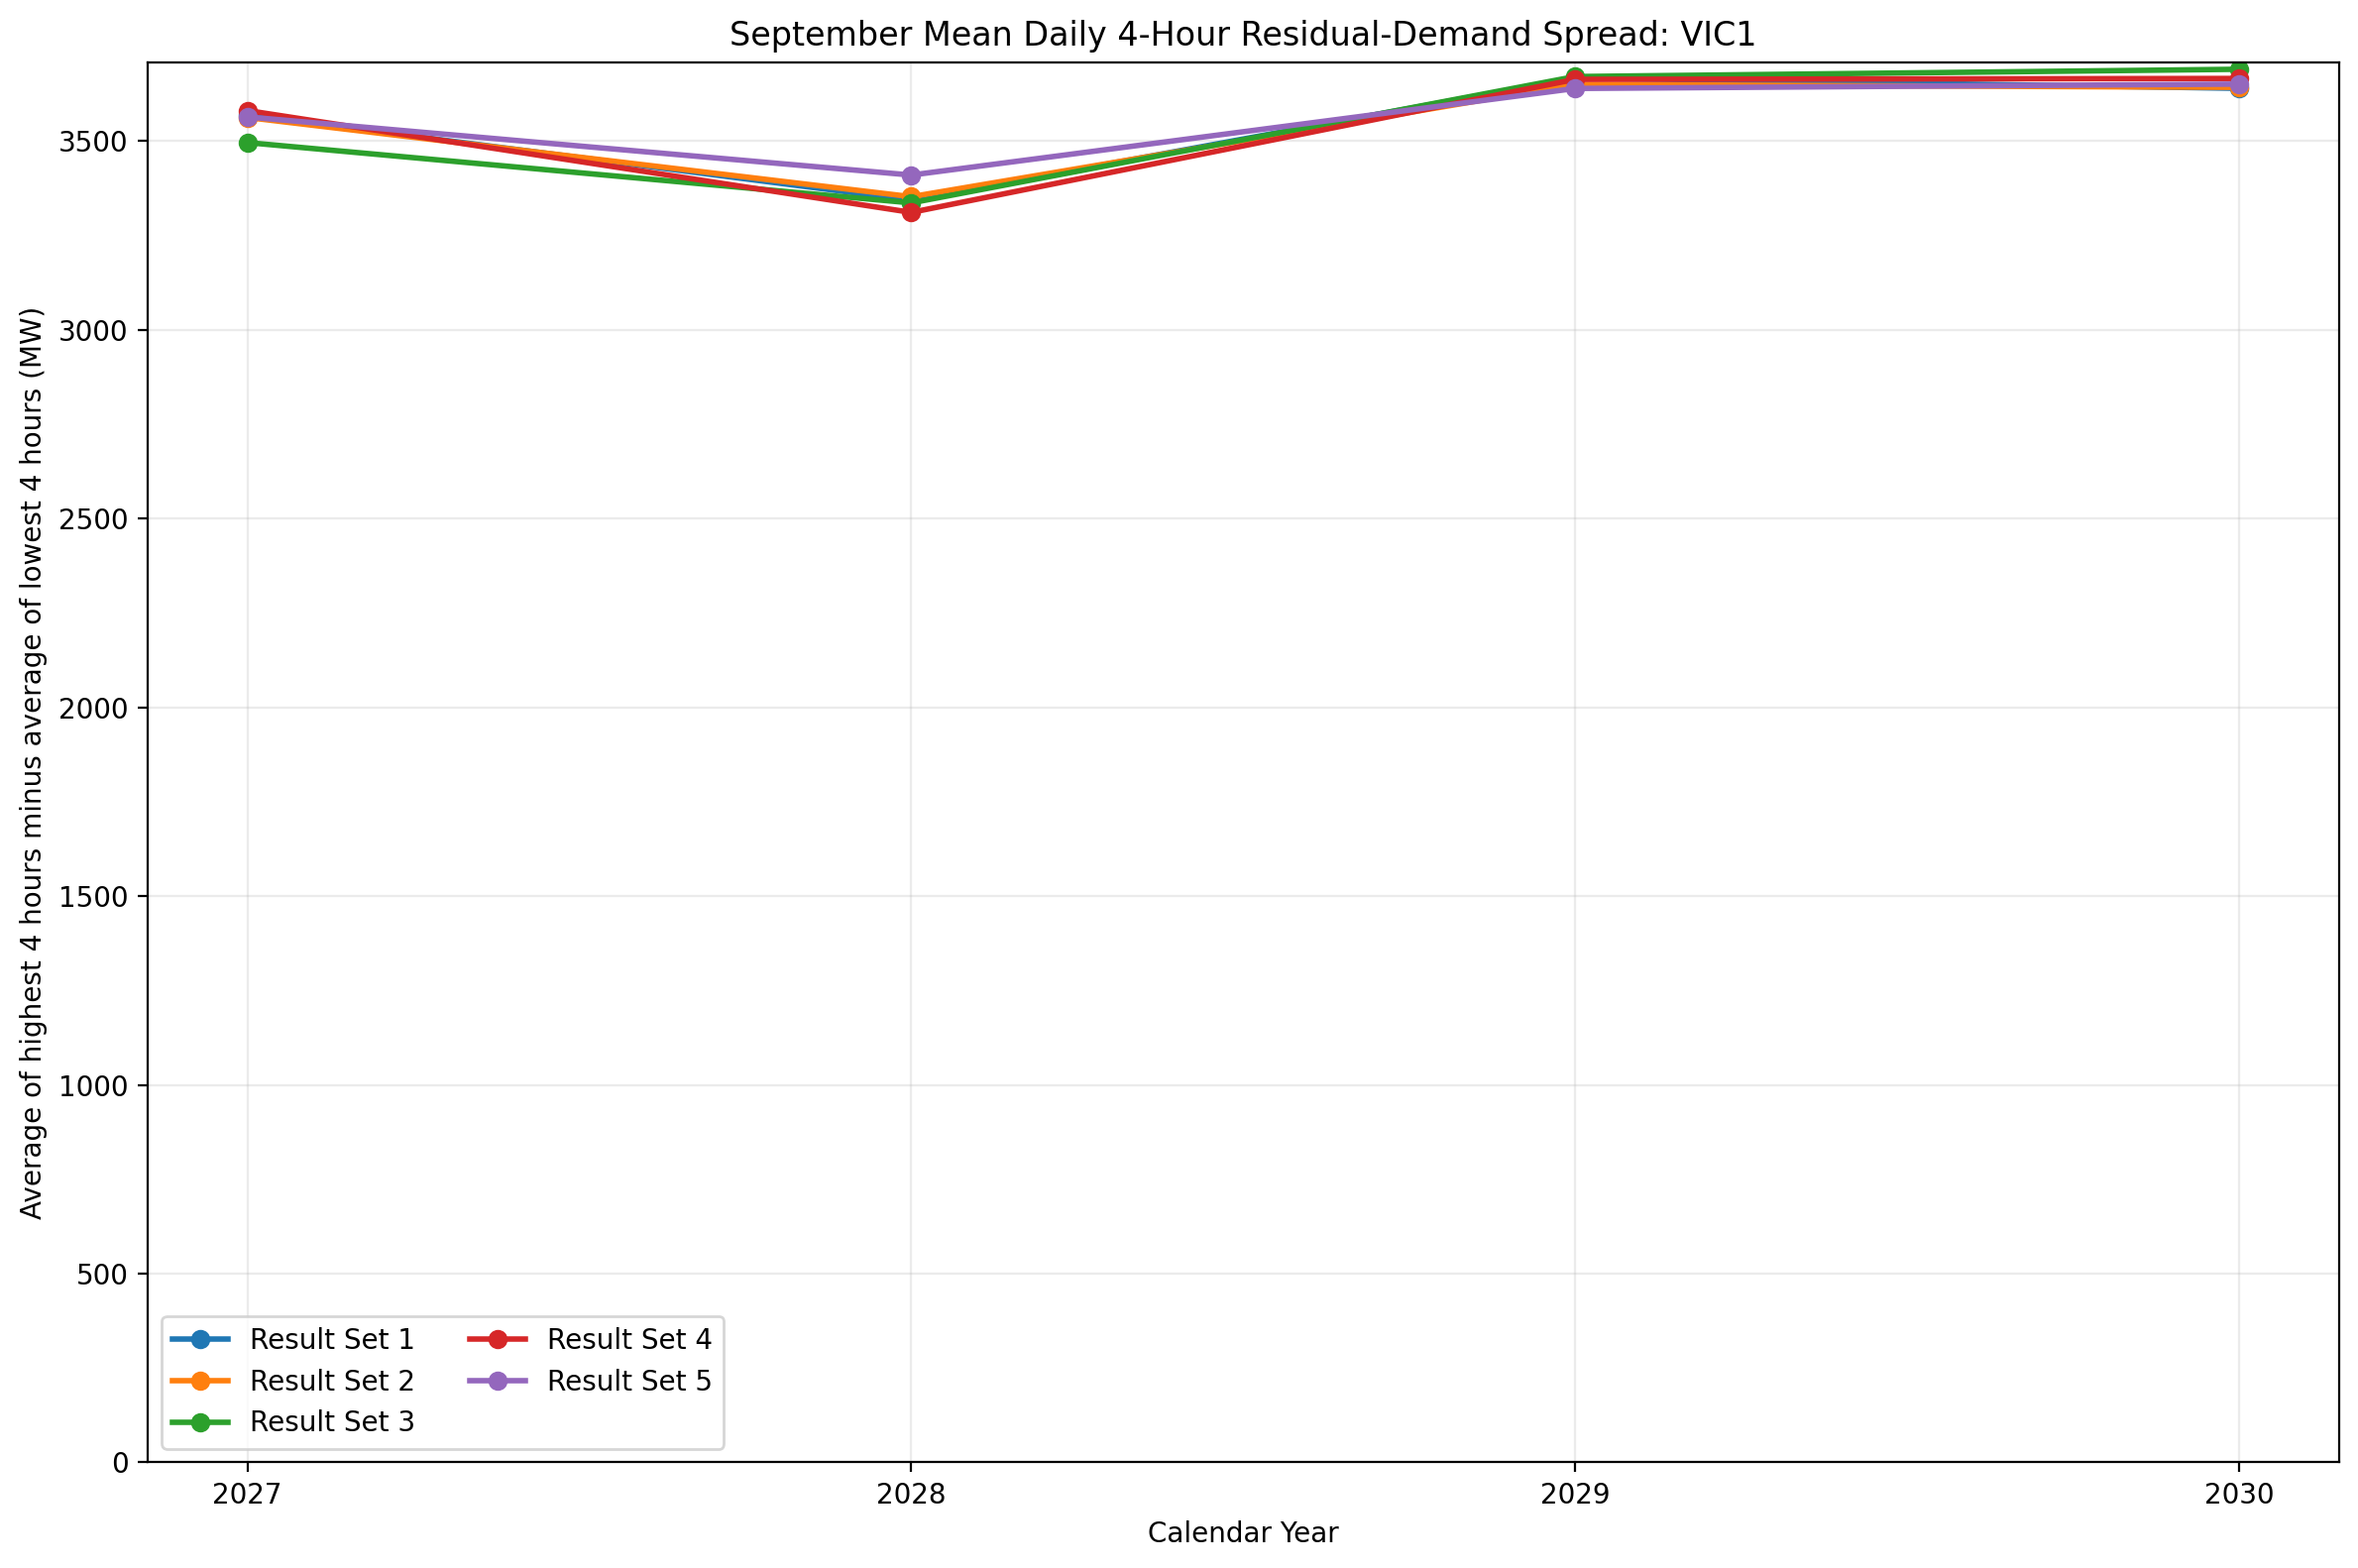 September Mean Daily 4-Hour Residual-Demand Spread: VIC1
Average of highest 4 hours minus average of lowest 4 hours (MW)
3500
3000
2500
2000
1500
1000
500
0
Result Set 1
Result Set 2
Result Set 3
Result Set 4
Result Set 5
2027
2028
2029
2030
Calendar Year